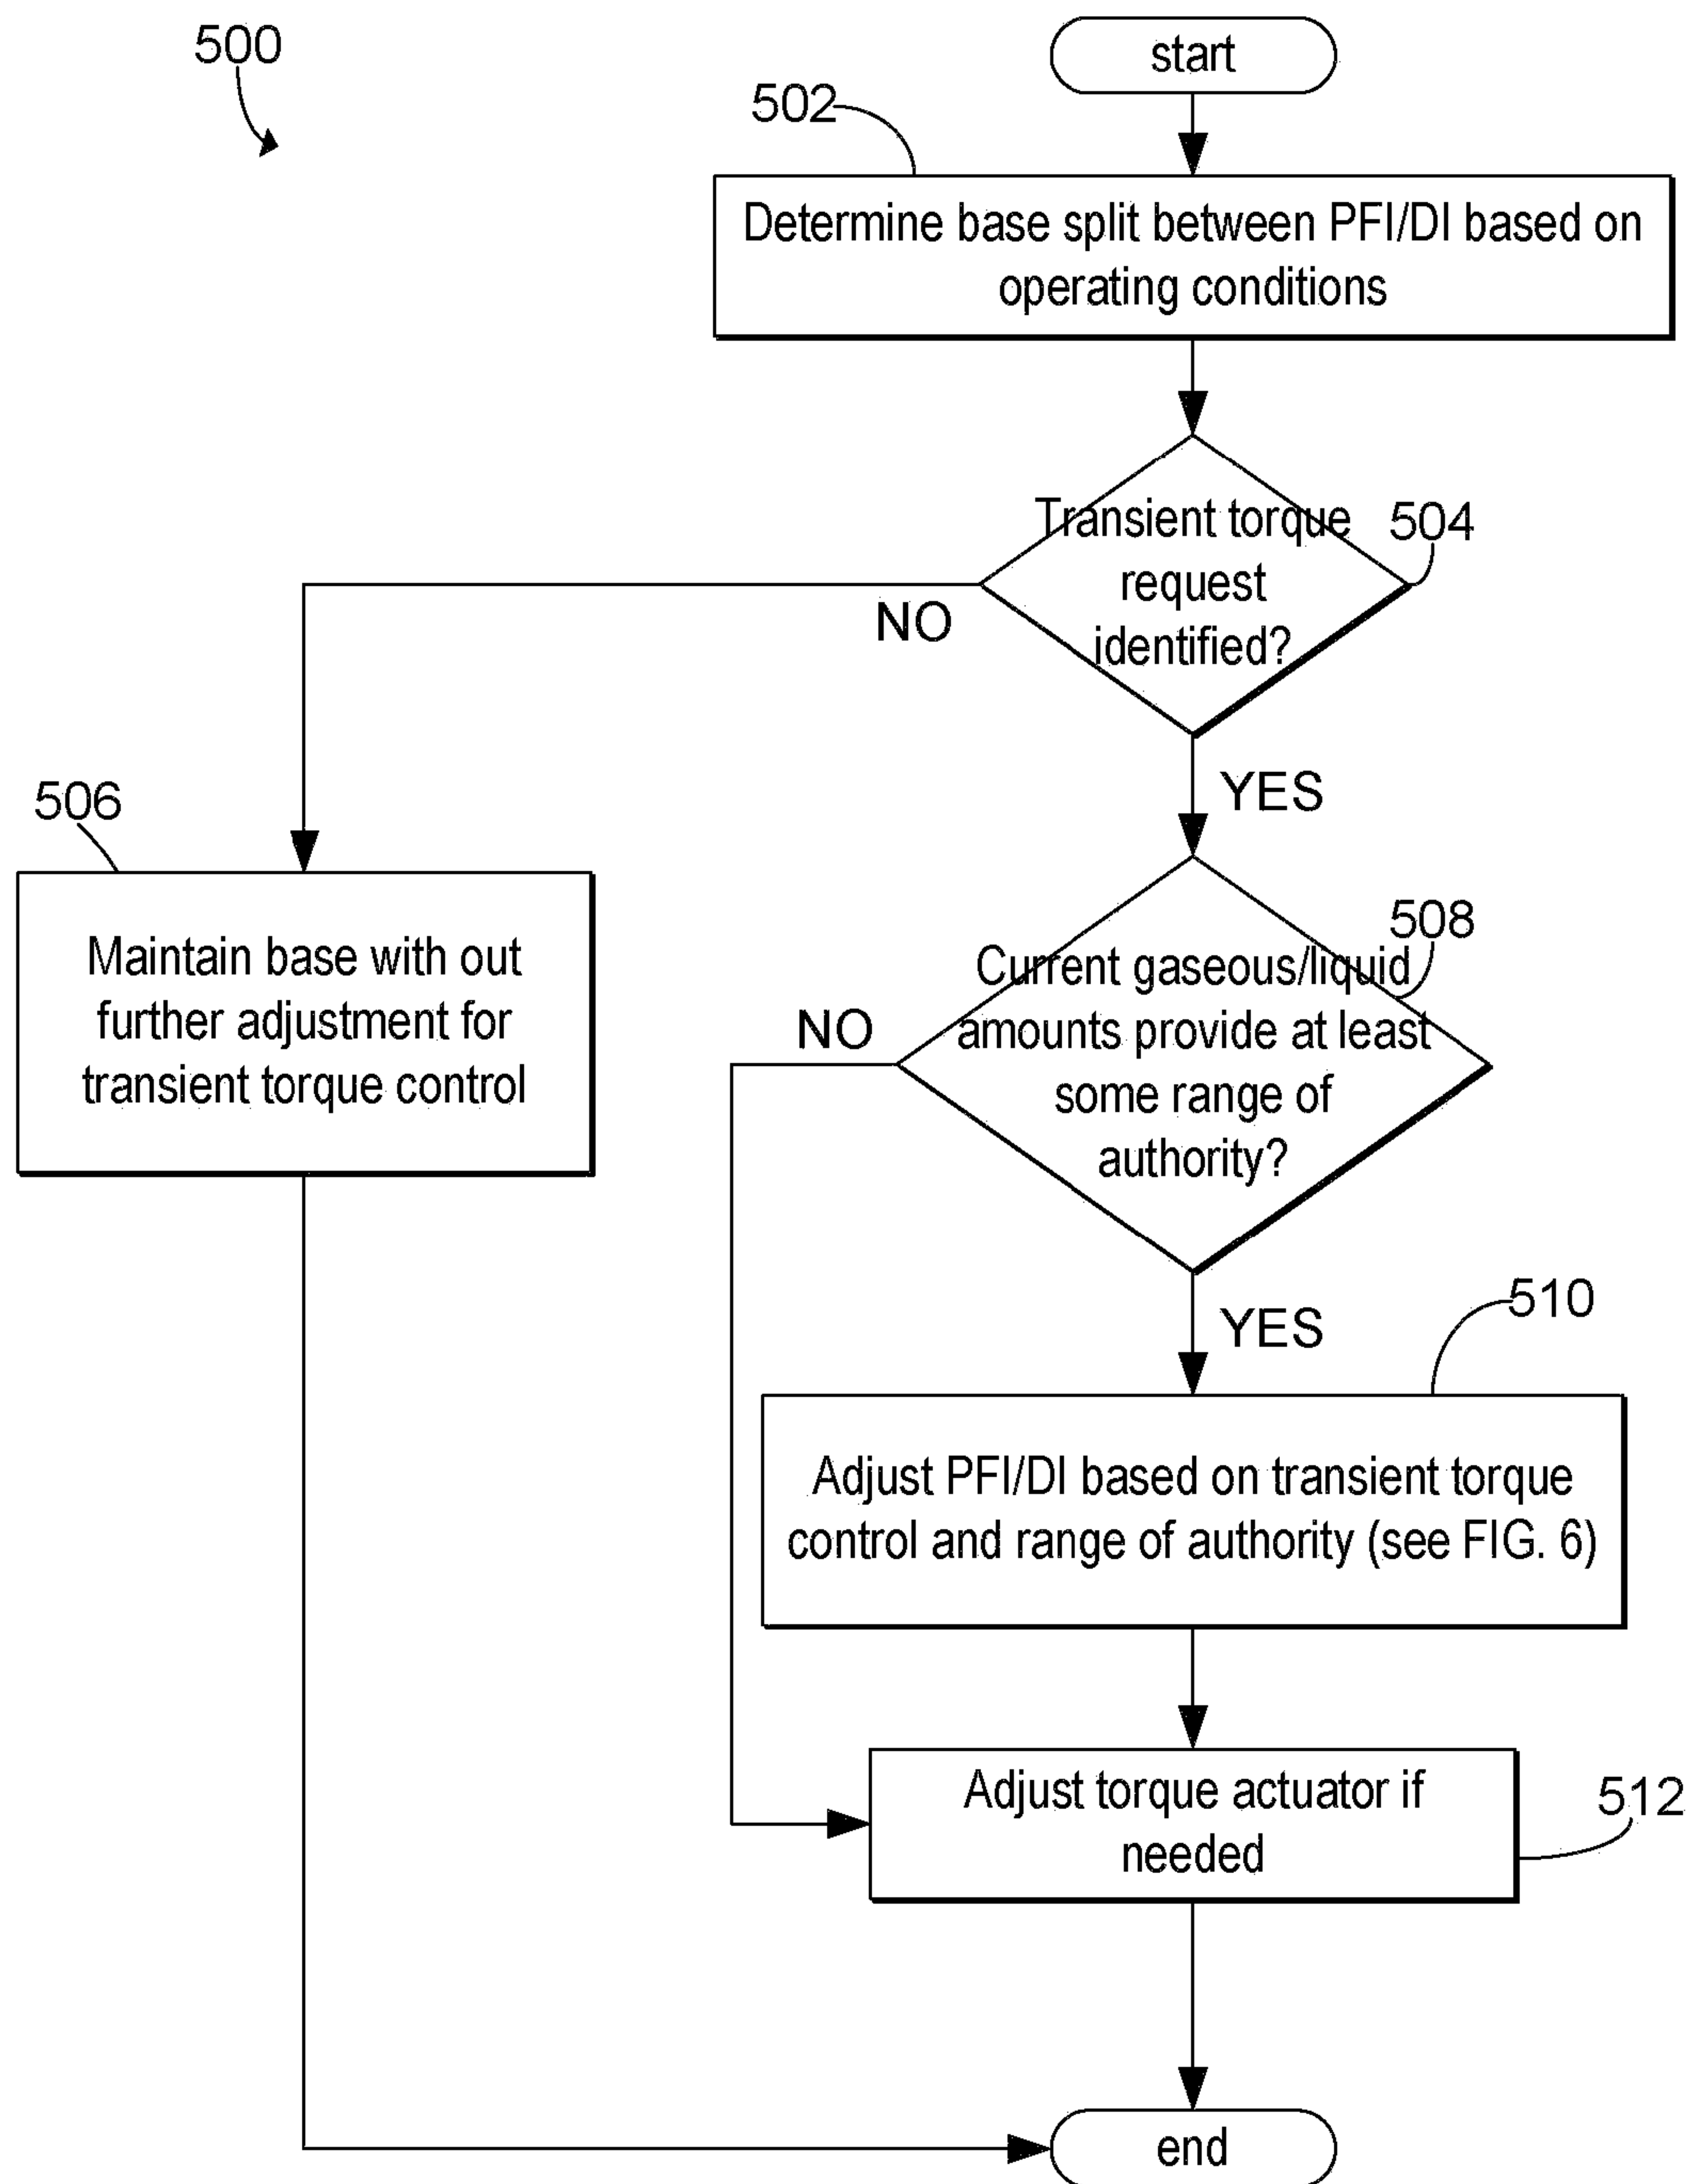 500
start
502
Determine base split between PFI/DI based on
operating conditions
Transient torque
request
identified?
504
NO
YES
506
Maintain base with out
further adjustment for
transient torque control
508
Current gaseous/liquid
amounts provide at least
some range of
authority?
NO
YES
510
Adjust PFI/DI based on transient torque
control and range of authority (see FIG. 6)
Adjust torque actuator if
needed
512
end